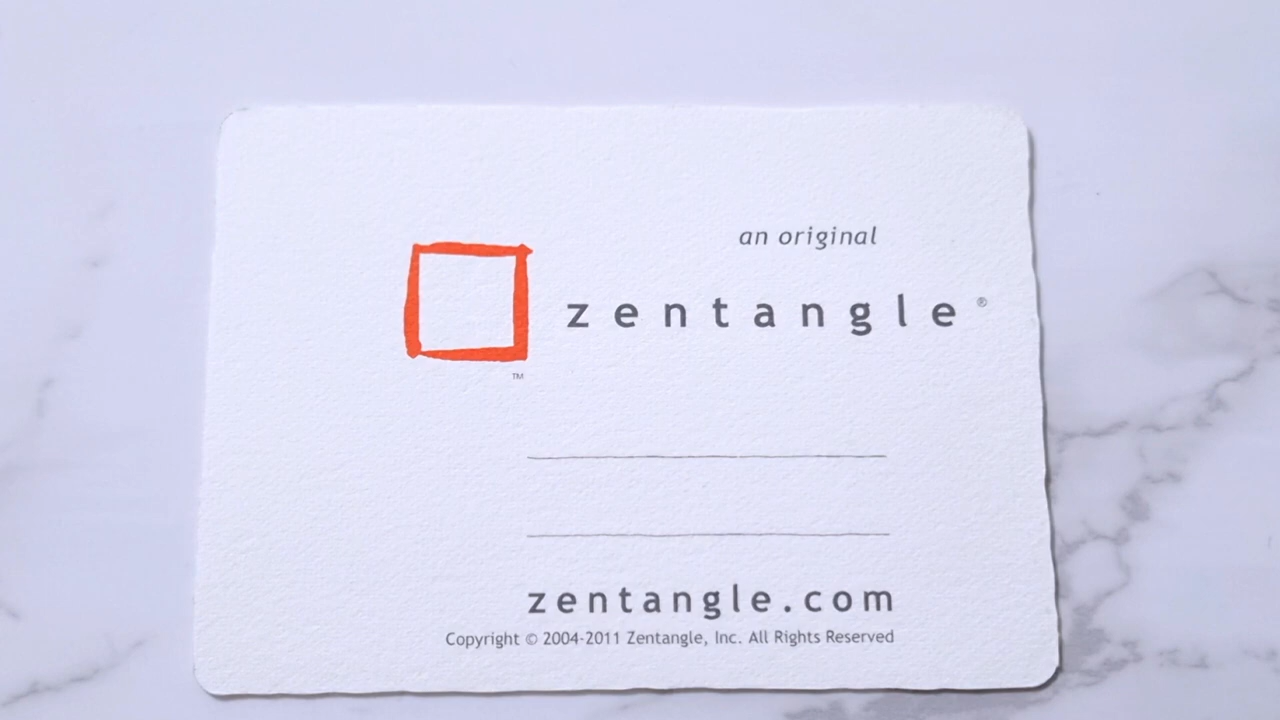 an original
zentangle®
™
zentangle.com
Copyright © 2004-2011 Zentangle, Inc. All Rights Reserved